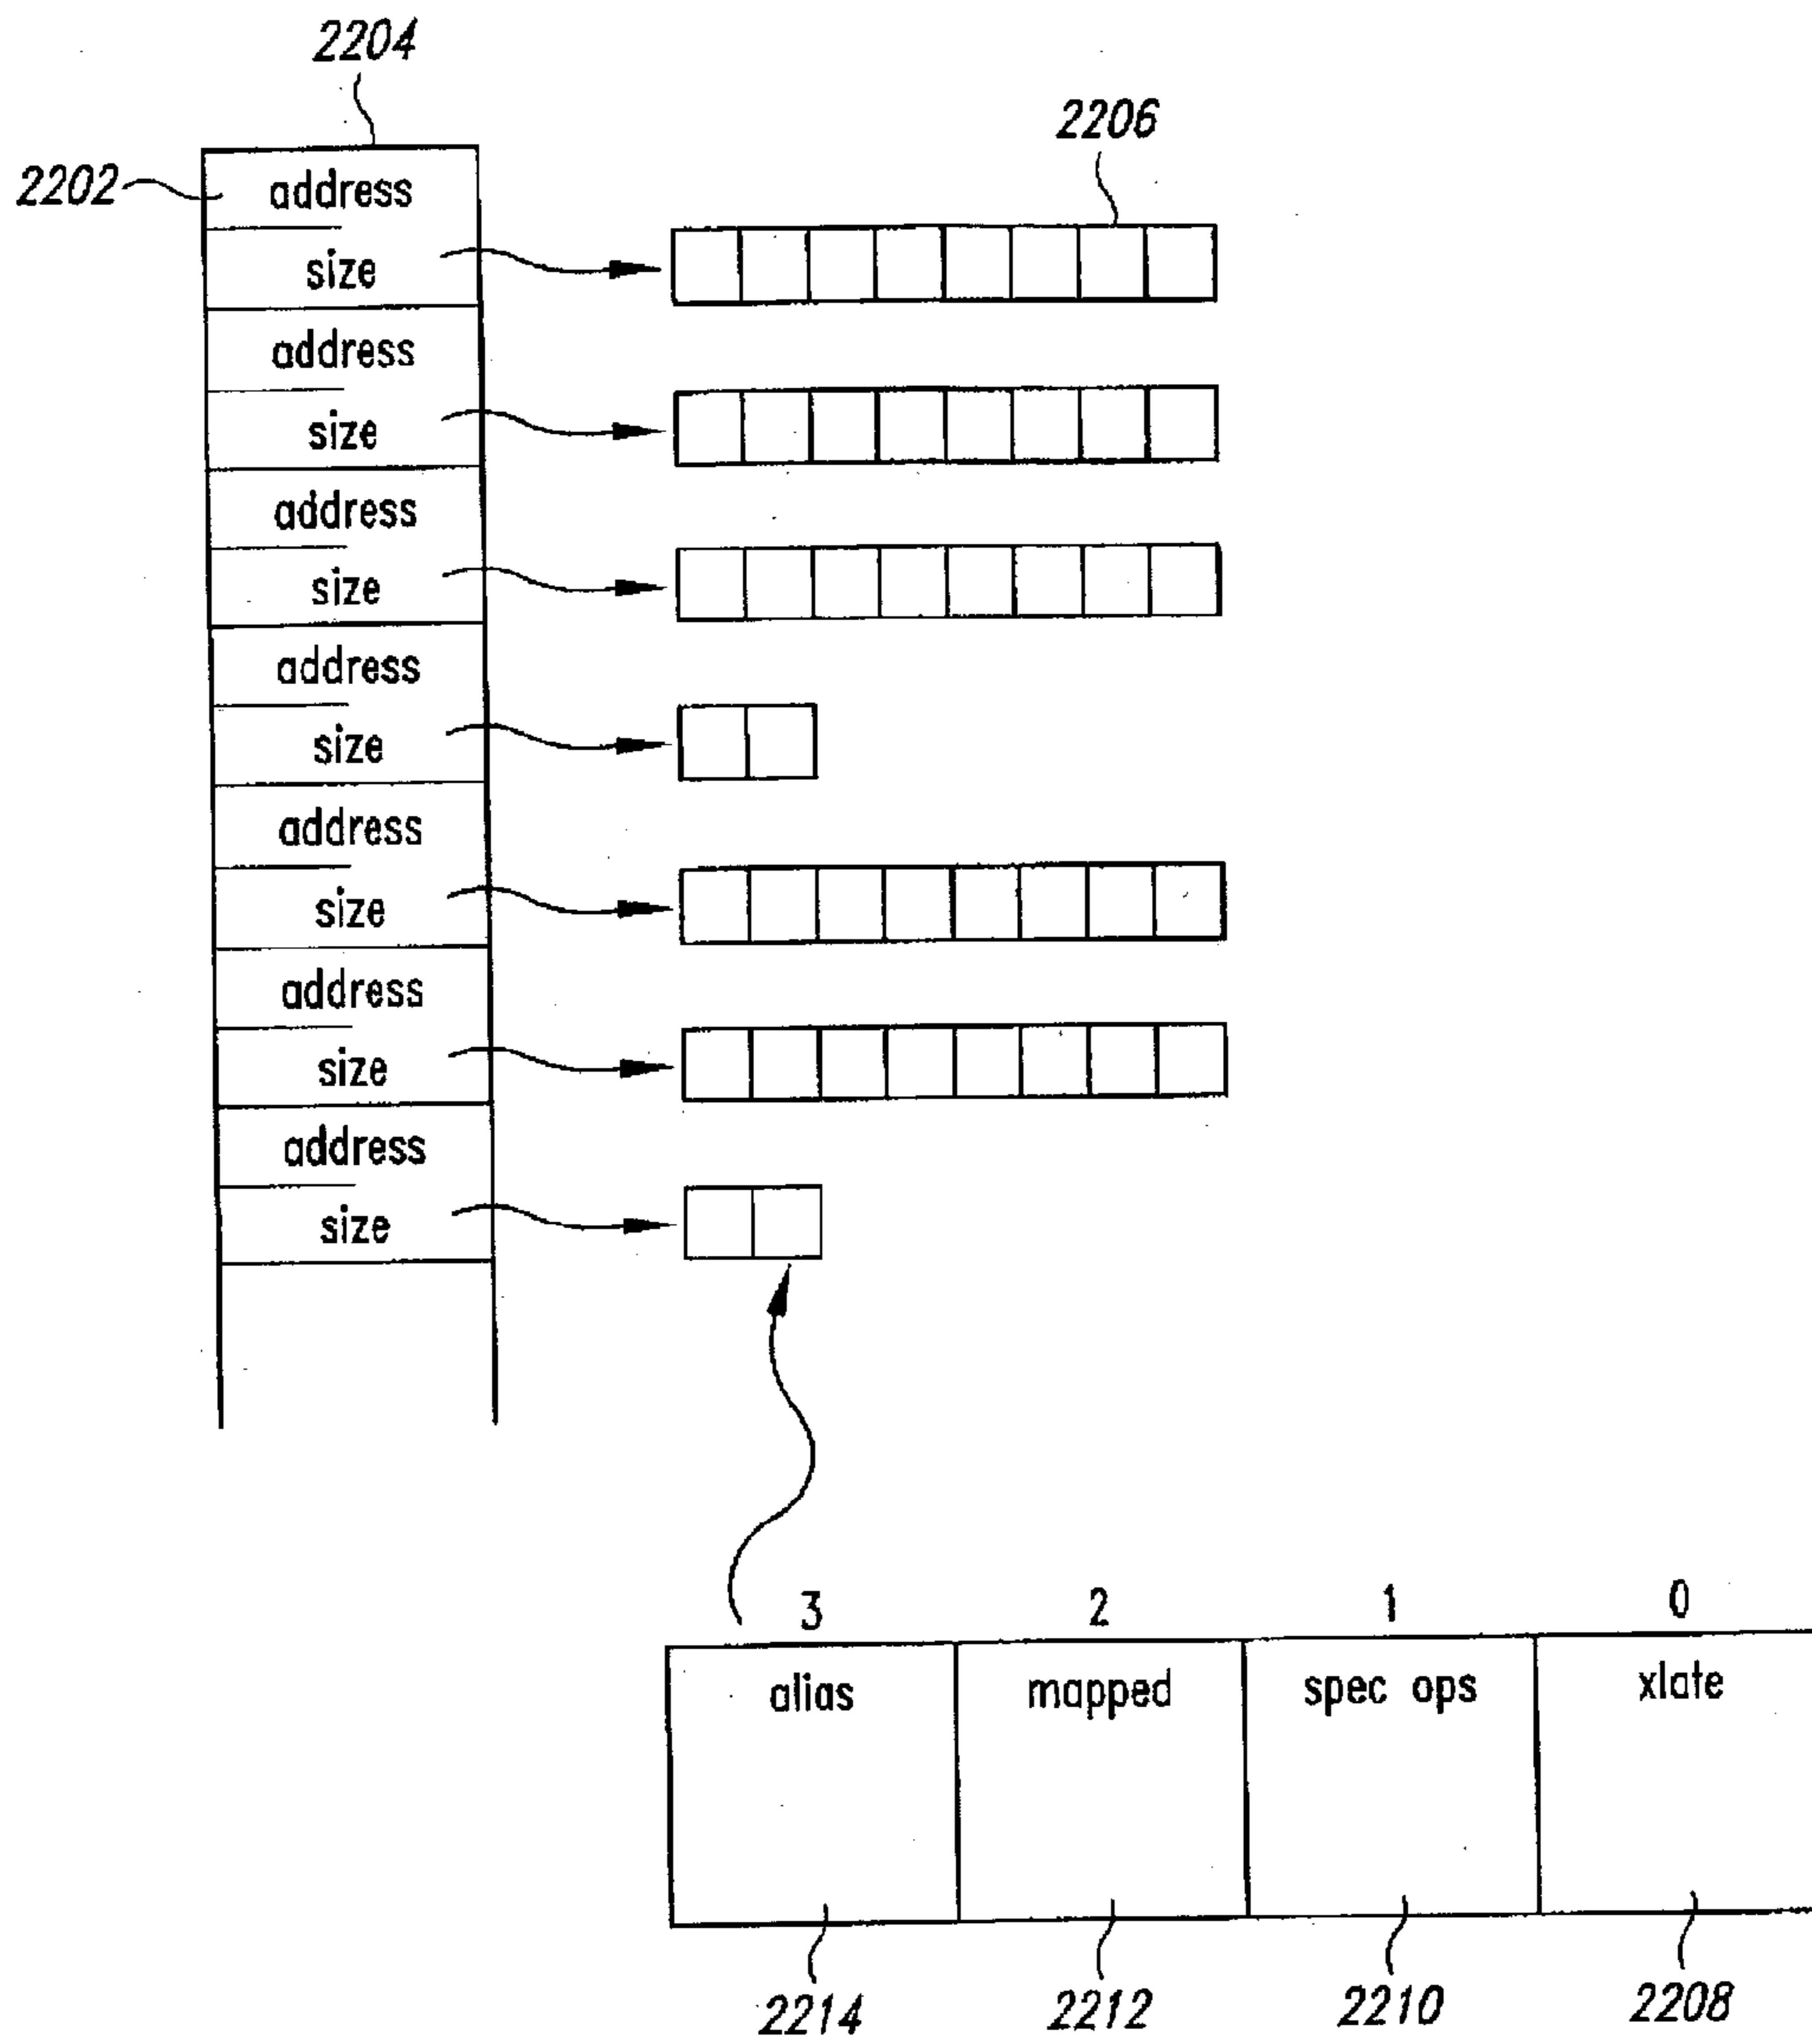 2204
2206
2202
address
size
address
size
address
size
address
size
address
size
address
size
address
size
3 2 1 0
alias mapped spec ops xlate
2214 2212 2210 2208